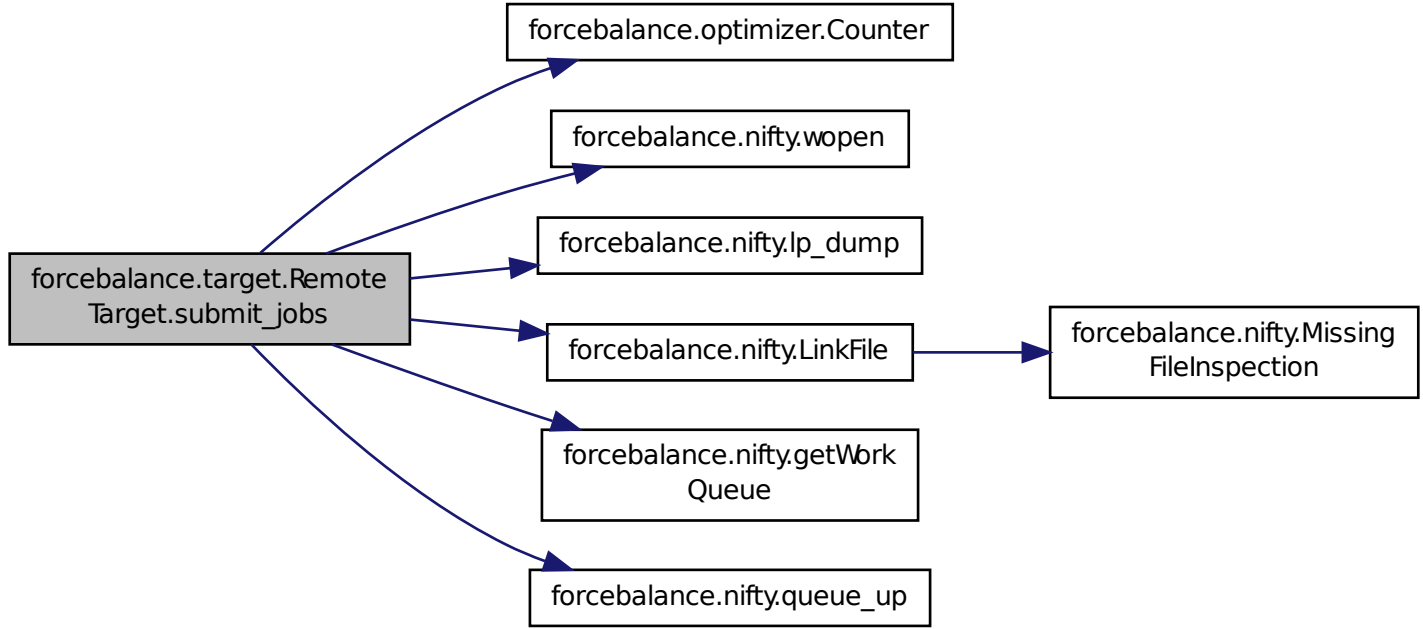 forcebalance.optimizer.Counter
forcebalance.nifty.wopen
forcebalance.nifty.lp_dump
forcebalance.target.Remote
Target.submit_jobs
forcebalance.nifty.LinkFile
forcebalance.nifty.Missing
FileInspection
forcebalance.nifty.getWork
Queue
forcebalance.nifty.queue_up